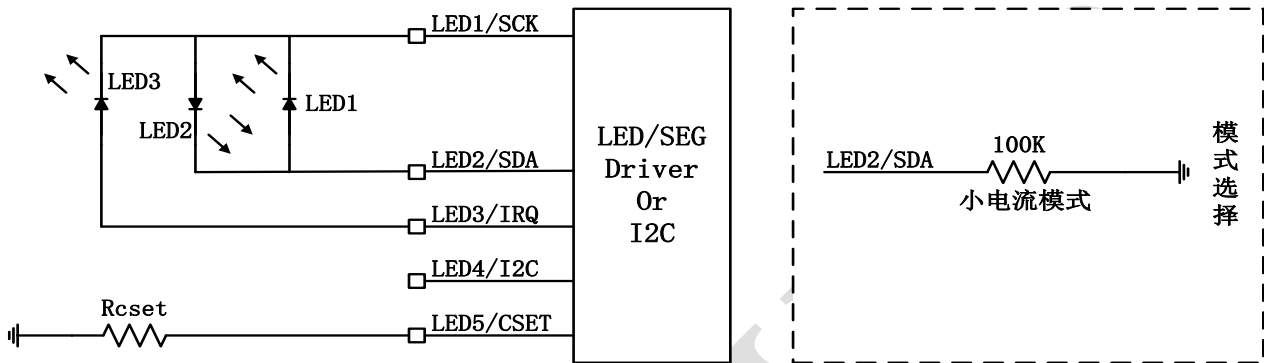 LED1/SCK
LED3
LED1
LED2
LED2/SDA
LED3/IRQ
LED4/I2C
Rcset
LED5/CSET
LED/SEG
Driver
Or
I2C
LED2/SDA
100K
小电流模式
模式选择